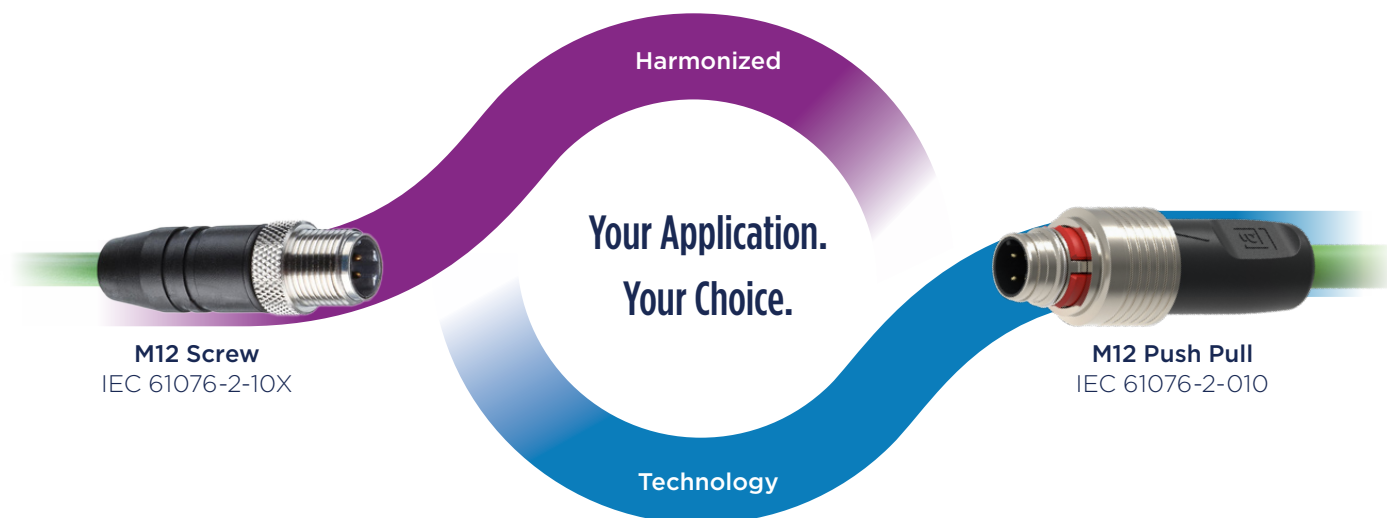 Harmonized
Your Application.
Your Choice.
M12 Screw
IEC 61076-2-10X
M12 Push Pull
IEC 61076-2-010
Technology